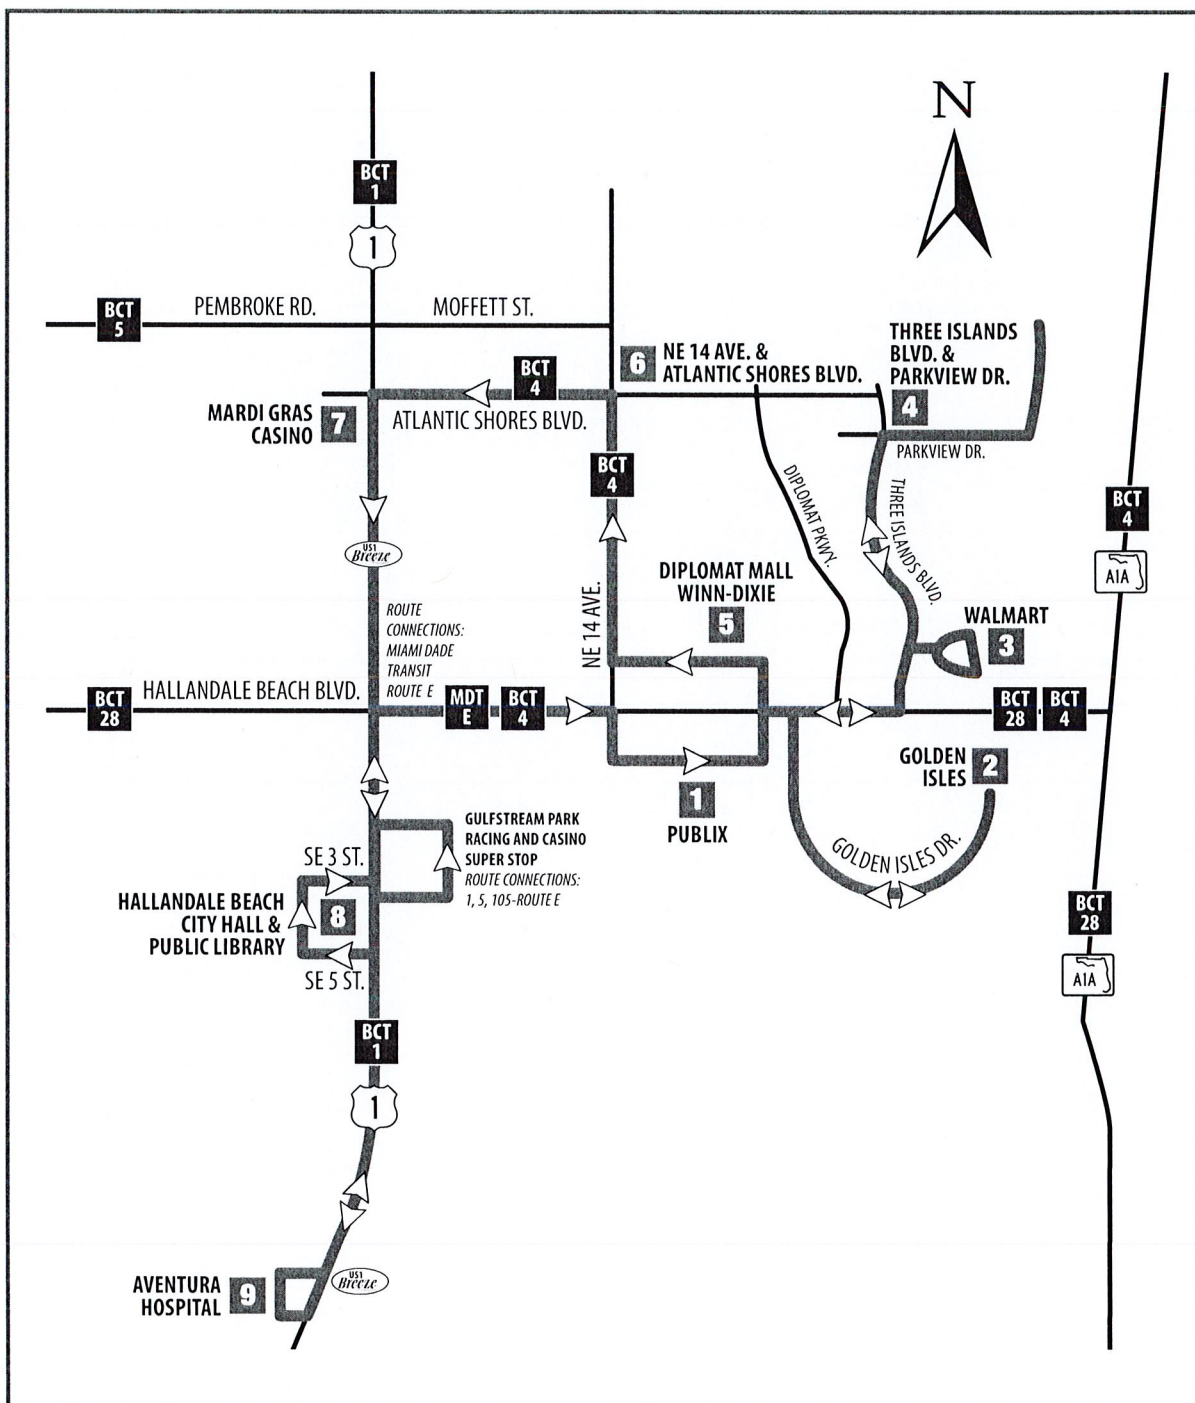 N
BCT
1
1
PEMBROKE RD.
MOFFETT ST.
BCT
5
THREE ISLANDS
BLVD. &
PARKVIEW DR.
4
6
NE 14 AVE. &
ATLANTIC SHORES BLVD.
BCT
4
MARDI GRAS
CASINO
7
ATLANTIC SHORES BLVD.
PARKVIEW DR.
BCT
4
DIPLOMAT PKWY.
THREE ISLANDS BLVD.
BCT
4
A1A
US1
Breeze
DIPLOMAT MALL
WINN-DIXIE
5
NE 14 AVE.
ROUTE
CONNECTIONS:
MIAMI DADE
TRANSIT
ROUTE E
WALMART
3
HALLANDALE BEACH BLVD.
BCT
28
MDT
E
BCT
4
BCT
28
BCT
4
GOLDEN
ISLES
2
1
PUBLIX
GOLDEN ISLES DR.
GULFSTREAM PARK
RACING AND CASINO
SUPER STOP
ROUTE CONNECTIONS:
1, 5, 105-ROUTE E
SE 3 ST.
HALLANDALE BEACH
CITY HALL &
PUBLIC LIBRARY
8
SE 5 ST.
BCT
28
A1A
BCT
1
1
AVENTURA
HOSPITAL
9
US1
Breeze